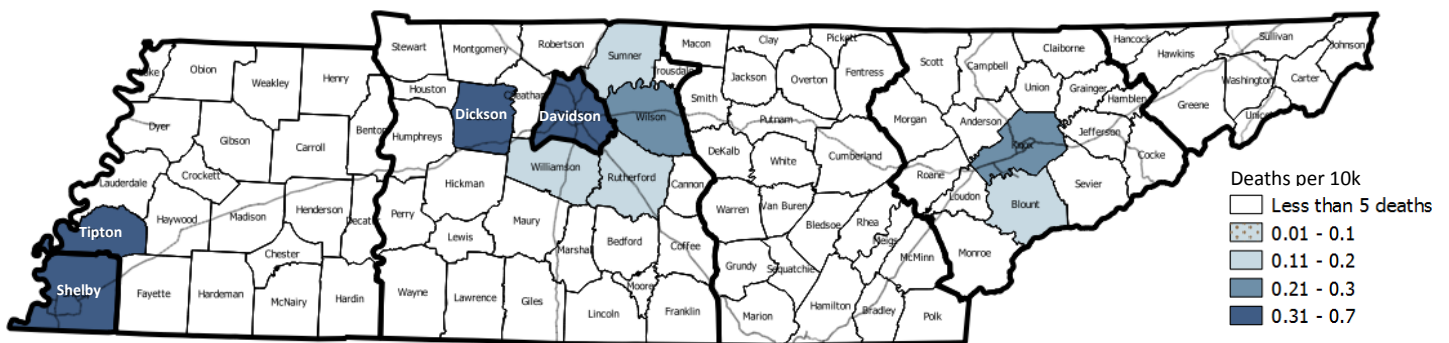 Stewart
Montgomery
Robertson
Sumner
Macon
Clay
Pickett
Scott
Campbell
Claiborne
Hancock
Hawkins
Sullivan
Johnson
Obion
Weakley
Henry
Houston
Dickson
Davidson
Wilson
Smith
Jackson
Overton
Fentress
Morgan
Anderson
Union
Grainger
Hamblen
Greene
Washington
Carter
Dyer
Gibson
Carroll
Humphreys
Putnam
DeKalb
White
Cumberland
Knox
Jefferson
Cocke
Lauderdale
Crockett
Haywood
Madison
Henderson
Perry
Hickman
Williamson
Rutherford
Cannon
Warren
Van Buren
Bledsoe
Rhea
Roane
Loudon
Blount
Sevier
Tipton
Chester
Lewis
Maury
Bedford
Coffee
Grundy
Sequatchie
McMinn
Monroe
Shelby
Fayette
Hardeman
McNairy
Hardin
Wayne
Lawrence
Giles
Lincoln
Moore
Franklin
Marion
Hamilton
Bradley
Polk
Deaths per 10k
Less than 5 deaths
0.01 - 0.1
0.11 - 0.2
0.21 - 0.3
0.31 - 0.7